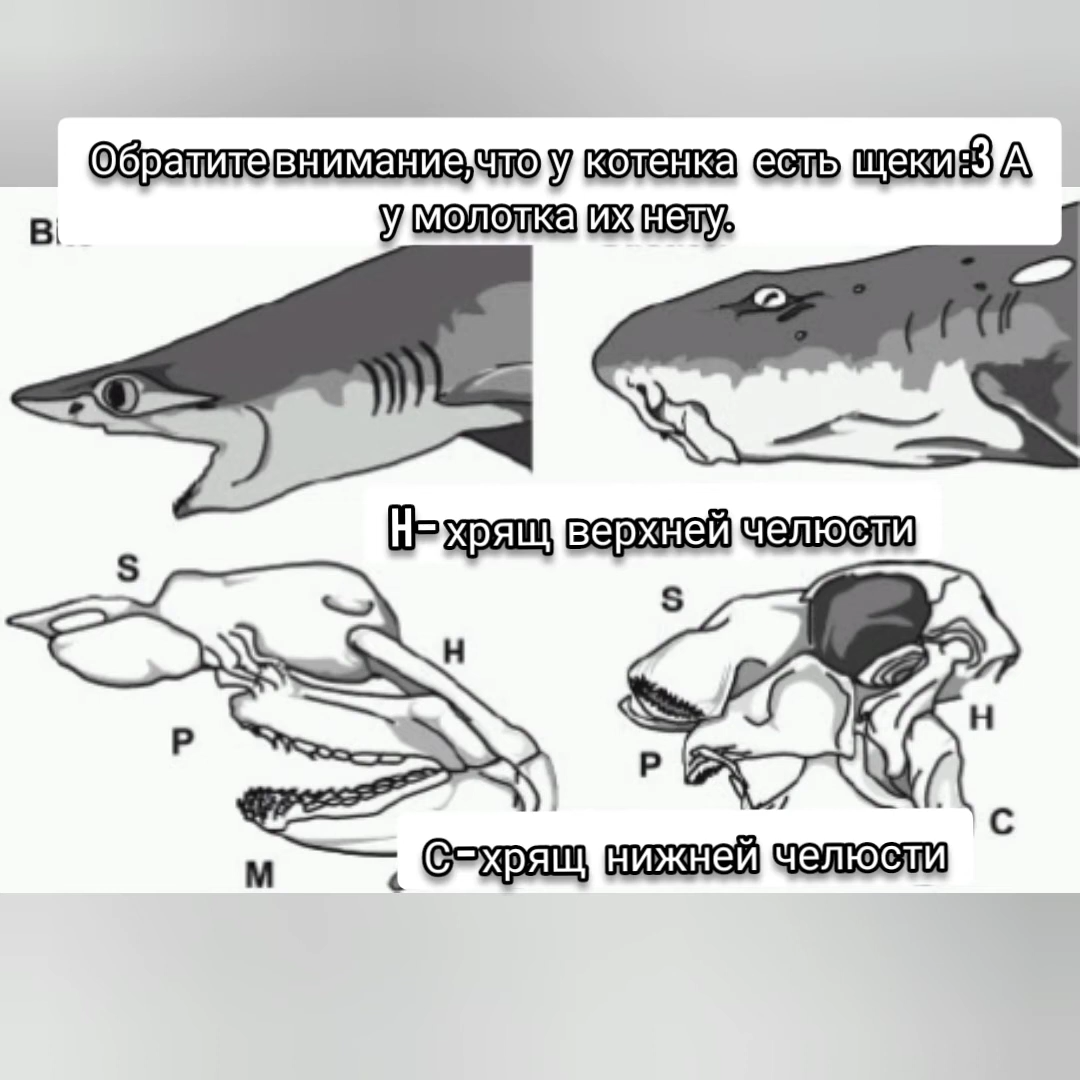 Обратите внимание, что у котенка есть щеки :3 А
у молотка их нету.
H- хрящ верхней челюсти
S
S
H
H
P
P
C
C-хрящ нижней челюсти
M